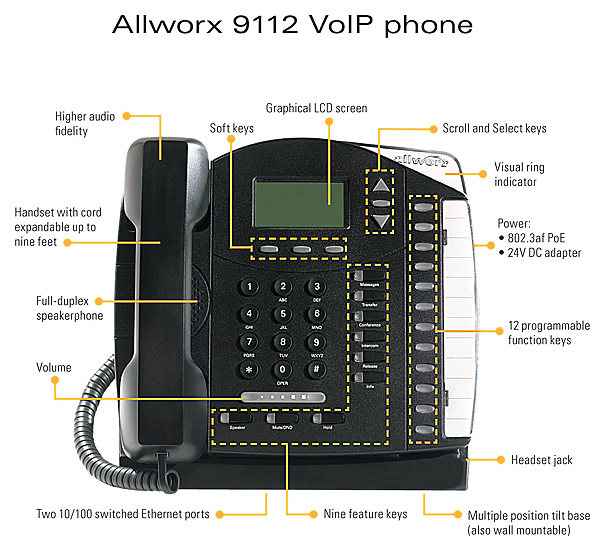 Allworx 9112 VoIP phone
Higher audio
fidelity
Soft keys
Graphical LCD screen
Scroll and Select keys
allworx
Visual ring
indicator
Handset with cord
expandable up to
nine feet
Power:
• 802.3af PoE
• 24V DC adapter
Full-duplex
speakerphone
12 programmable
function keys
Volume
1 2 3
ABC DEF
4 5 6
GHI JKL MNO
7 8 9
PQRS TUV WXYZ
* 0 #
OPER
Messages
Transfer
Conference
Intercom
Release
Info
Speaker Mute/DND Hold
Headset jack
Two 10/100 switched Ethernet ports
Nine feature keys
Multiple position tilt base
(also wall mountable)